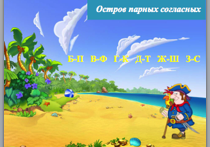 Остров парных согласных
Б-П В-Ф Г-К Д-Т Ж-Ш З-С